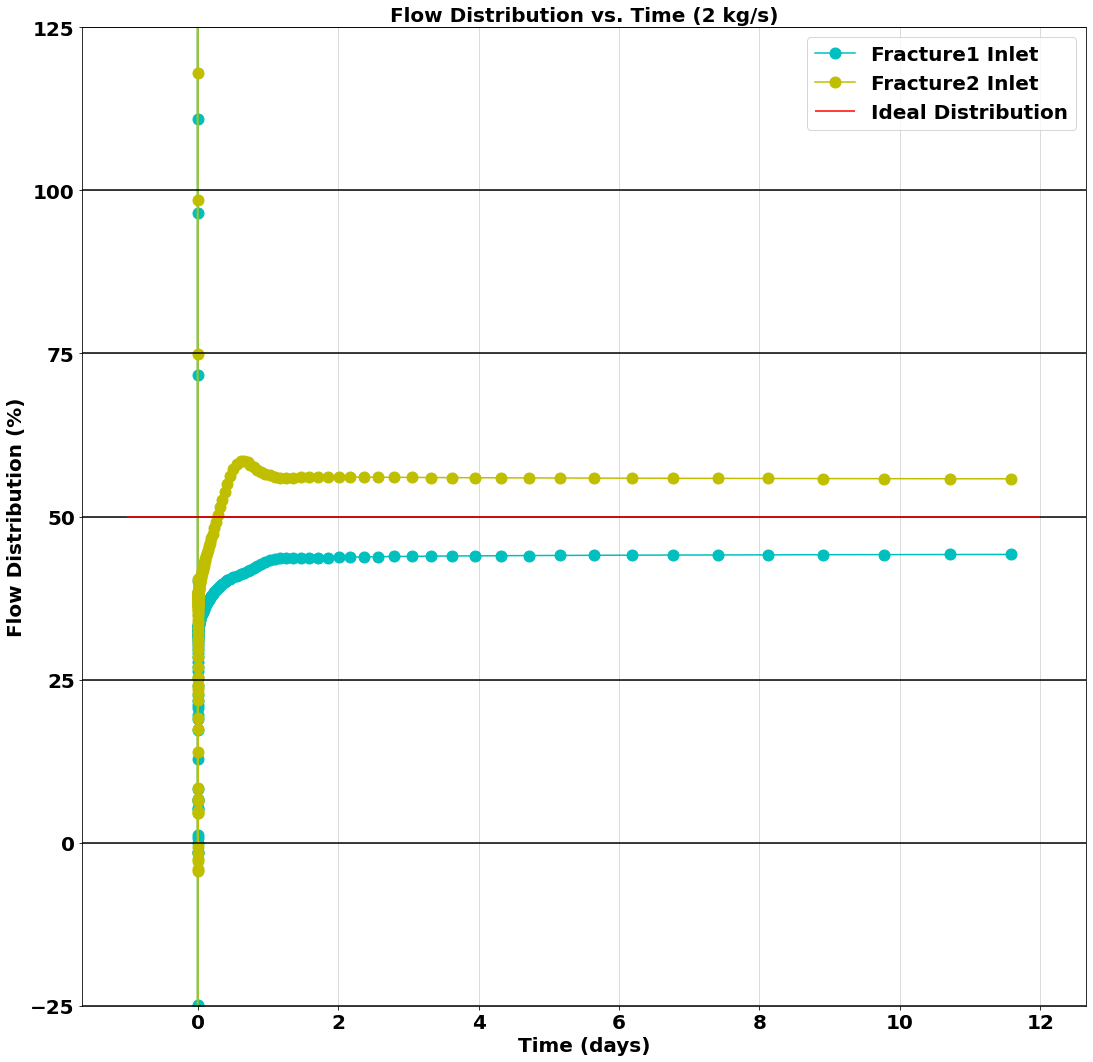 Flow Distribution vs. Time (2 kg/s)
Fracture1 Inlet
Fracture2 Inlet
Ideal Distribution
Flow Distribution (%)
125
100
75
50
25
0
−25
0 2 4 6 8 10 12
Time (days)